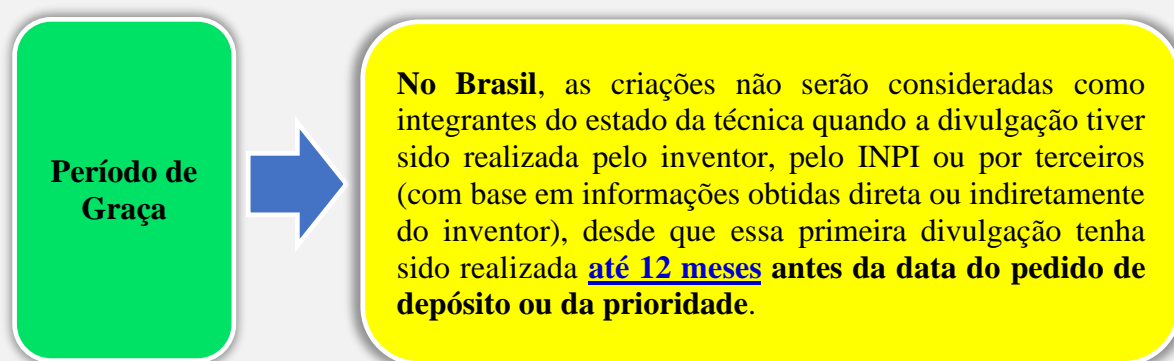 Período de
Graça
No Brasil, as criações não serão consideradas como
integrantes do estado da técnica quando a divulgação tiver
sido realizada pelo inventor, pelo INPI ou por terceiros
(com base em informações obtidas direta ou indiretamente
do inventor), desde que essa primeira divulgação tenha
sido realizada até 12 meses antes da data do pedido de
depósito ou da prioridade.